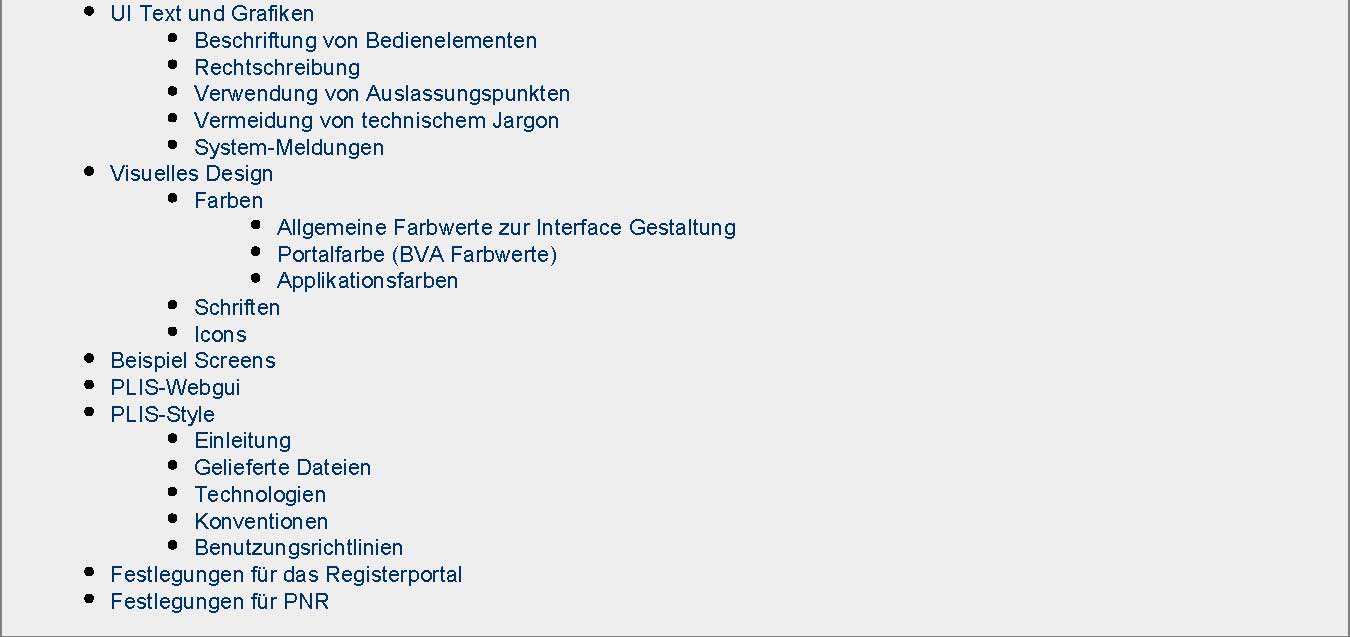 UI Text und Grafiken
Beschriftung von Bedienelementen
Rechtschreibung
Verwendung von Auslassungspunkten
Vermeidung von technischem Jargon
System-Meldungen
Visuelles Design
Farben
Allgemeine Farbwerte zur Interface Gestaltung
Portalfarbe (BVA Farbwerte)
Applikationsfarben
Schriften
Icons
Beispiel Screens
PLIS-Webgui
PLIS-Style
Einleitung
Gelieferte Dateien
Technologien
Konventionen
Benutzungsrichtlinien
Festlegungen für das Registerportal
Festlegungen für PNR